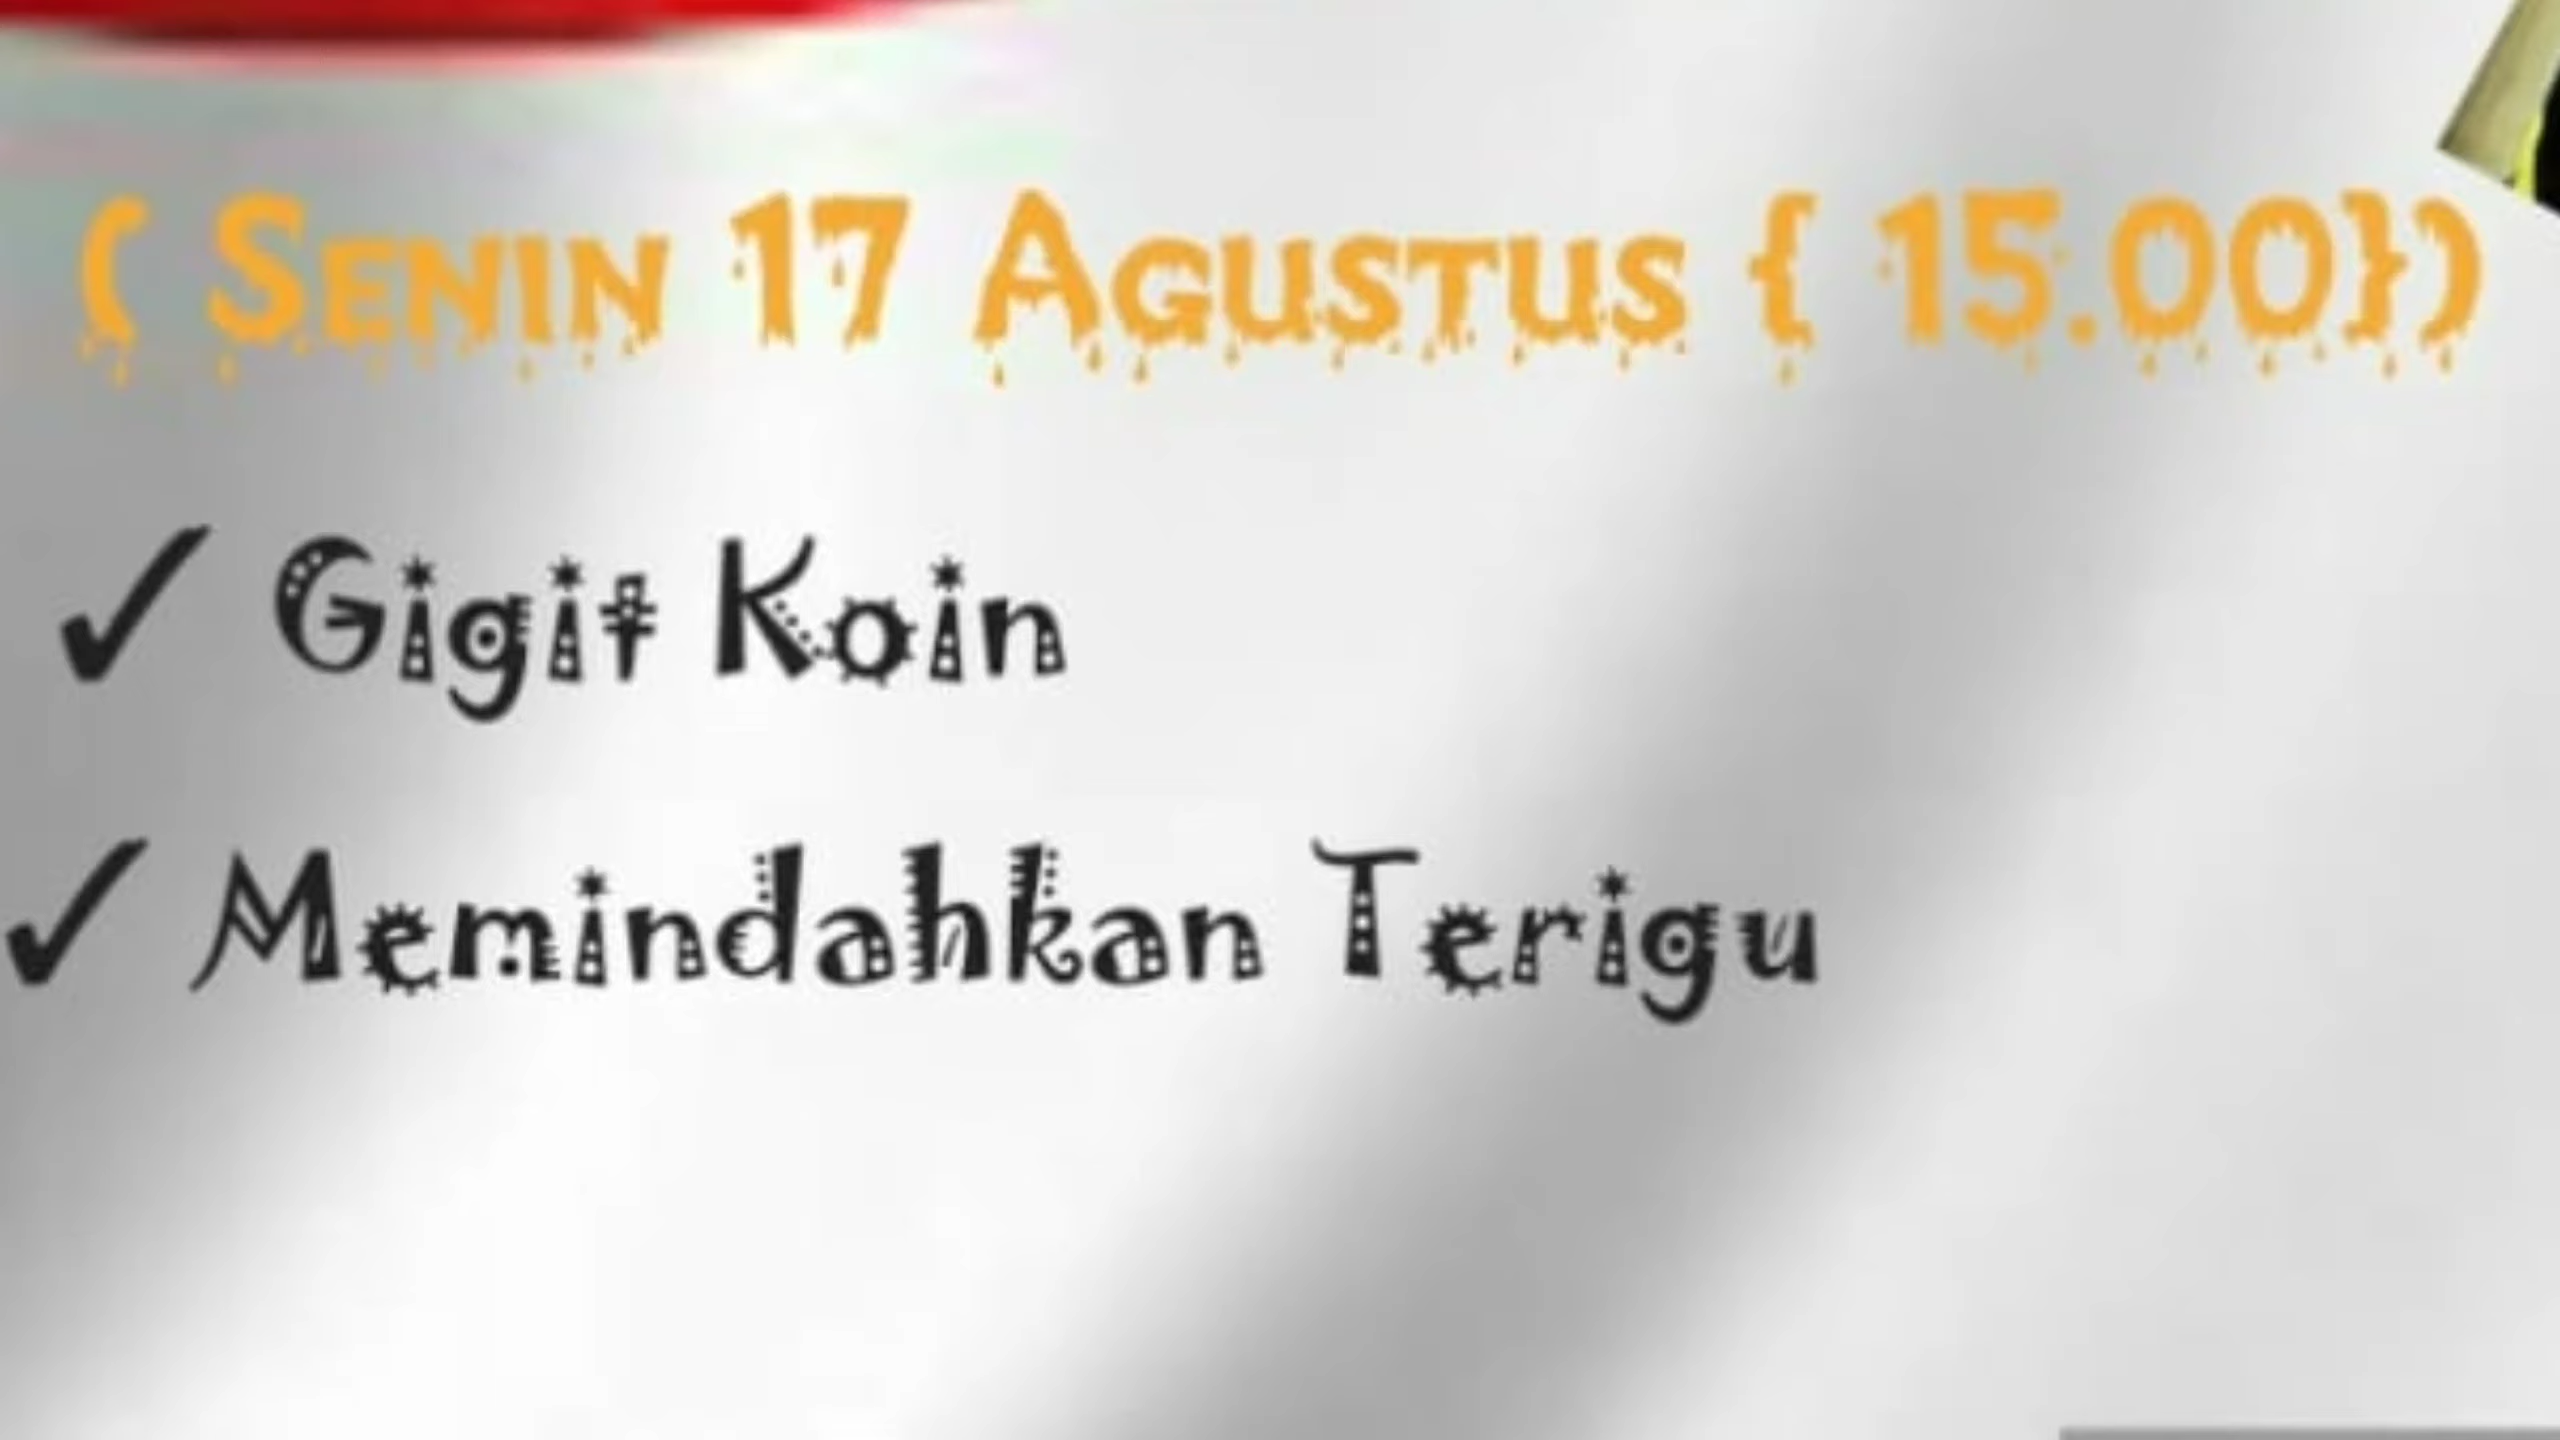 ( Senin 17 Agustus { 15.00})
✓ Gigit Koin
✓ Memindahkan Terigu